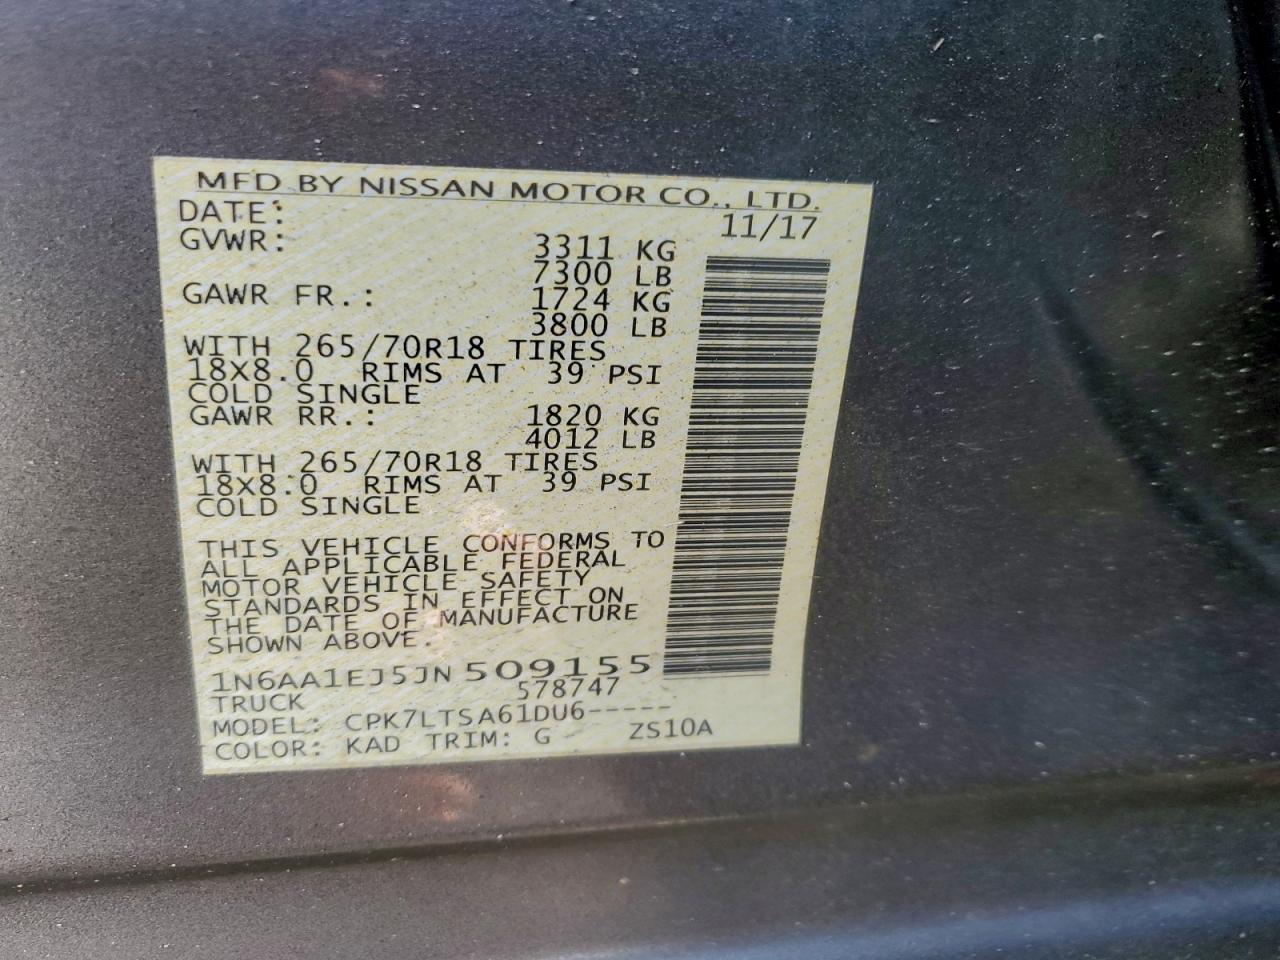 MFD BY NISSAN MOTOR CO., LTD.
DATE: 11/17
GVWR: 3311 KG
7300 LB
GAWR FR.: 1724 KG
3800 LB
WITH 265/70R18 TIRES
18X8.0 RIMS AT 39 PSI
COLD SINGLE
GAWR RR.: 1820 KG
4012 LB
WITH 265/70R18 TIRES
18X8.0 RIMS AT 39 PSI
COLD SINGLE
THIS VEHICLE CONFORMS TO
ALL APPLICABLE FEDERAL
MOTOR VEHICLE SAFETY
STANDARDS IN EFFECT ON
THE DATE OF MANUFACTURE
SHOWN ABOVE.
1N6AA1EJ5JN 509155
TRUCK 578747
MODEL: CPK7LTSA61DU6-----
COLOR: KAD TRIM: G ZS10A